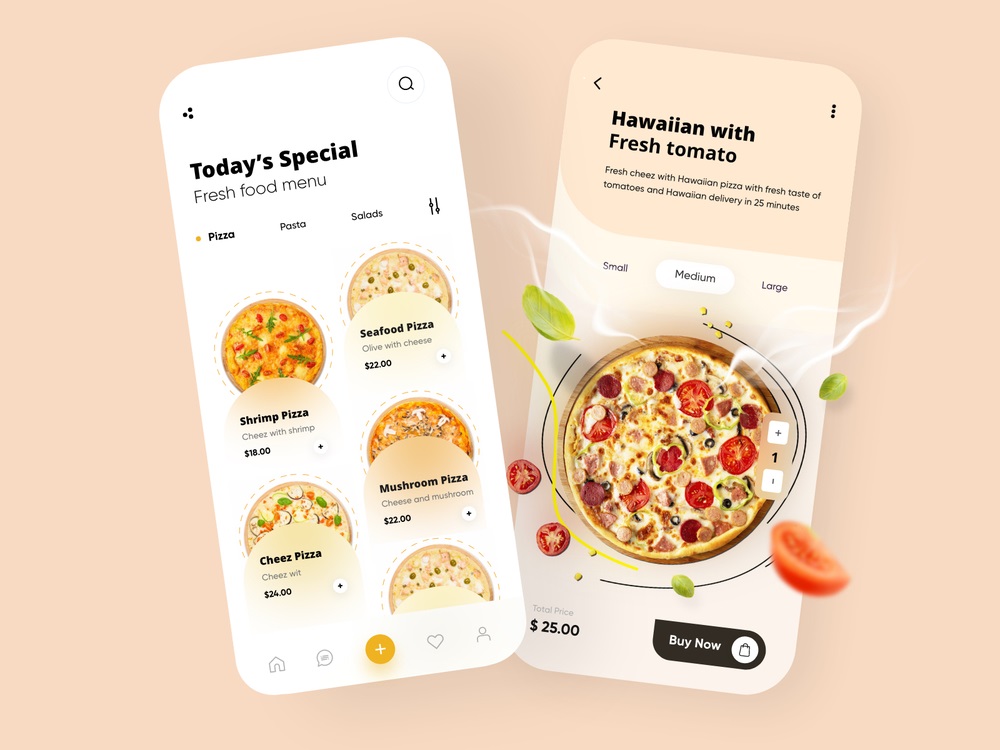 Today's Special
Fresh food menu
Pizza
Pasta
Salads
Seafood Pizza
Olive with cheese
$22.00
+
Shrimp Pizza
Cheez with shrimp
$18.00
+
Mushroom Pizza
Cheese and mushroom
$22.00
+
Cheez Pizza
Cheez wit
$24.00
+
+
Hawaiian with
Fresh tomato
Fresh cheez with Hawaiian pizza with fresh taste of
tomatoes and Hawaiian delivery in 25 minutes
Small
Medium
Large
+
1
Total Price
$ 25.00
Buy Now